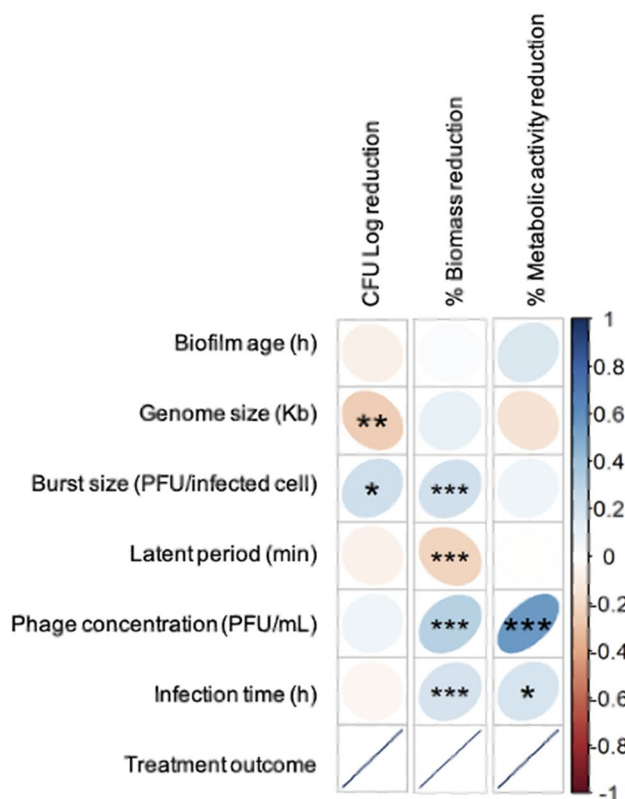 CFU Log reduction
% Biomass reduction
% Metabolic activity reduction
Biofilm age (h)
Genome size (Kb)
**
Burst size (PFU/infected cell)
* ***
Latent period (min)
***
Phage concentration (PFU/mL)
*** ***
Infection time (h)
*** *
Treatment outcome
1
0.8
0.6
0.4
0.2
0
-0.2
-0.4
-0.6
-0.8
-1